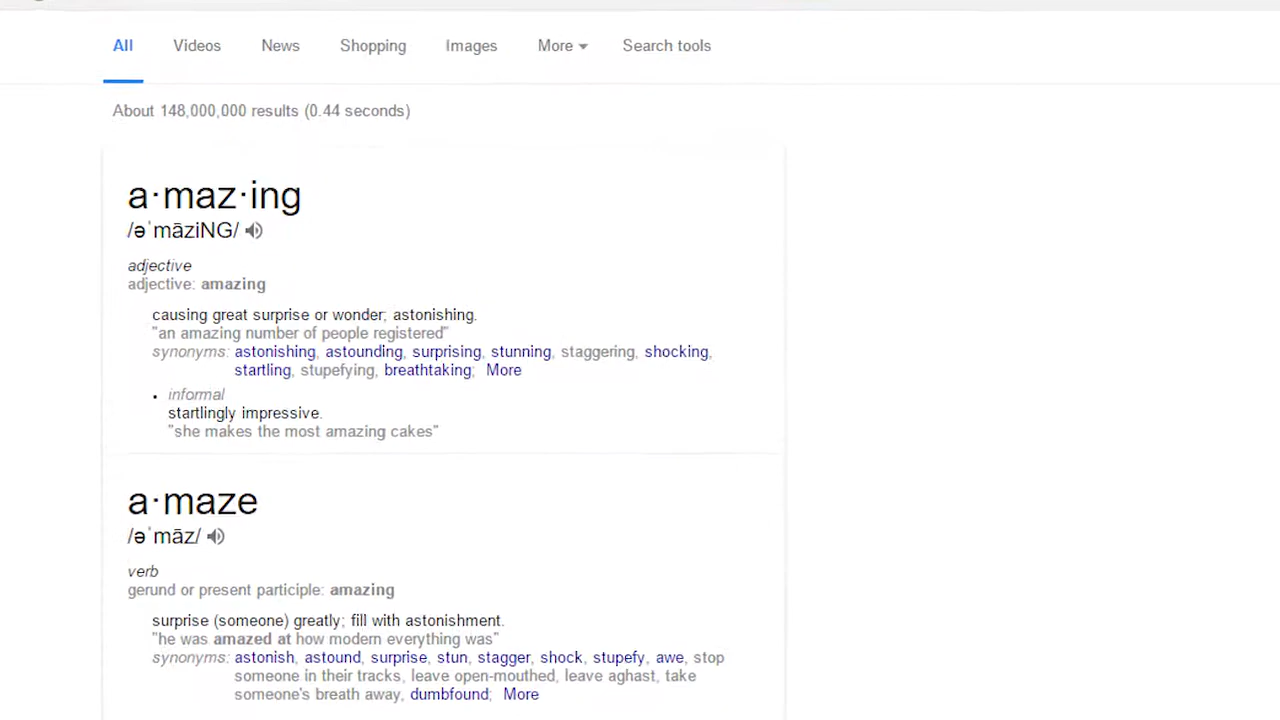 All Videos News Shopping Images More Search tools
About 148,000,000 results (0.44 seconds)
a·maz·ing
/əˈmāziNG/
adjective
adjective: amazing
causing great surprise or wonder; astonishing.
"an amazing number of people registered"
synonyms: astonishing, astounding, surprising, stunning, staggering, shocking,
startling, stupefying, breathtaking; More
• informal
startlingly impressive.
"she makes the most amazing cakes"
a·maze
/əˈmāz/
verb
gerund or present participle: amazing
surprise (someone) greatly; fill with astonishment.
"he was amazed at how modern everything was"
synonyms: astonish, astound, surprise, stun, stagger, shock, stupefy, awe, stop
someone in their tracks, leave open-mouthed, leave aghast, take
someone's breath away, dumbfound; More